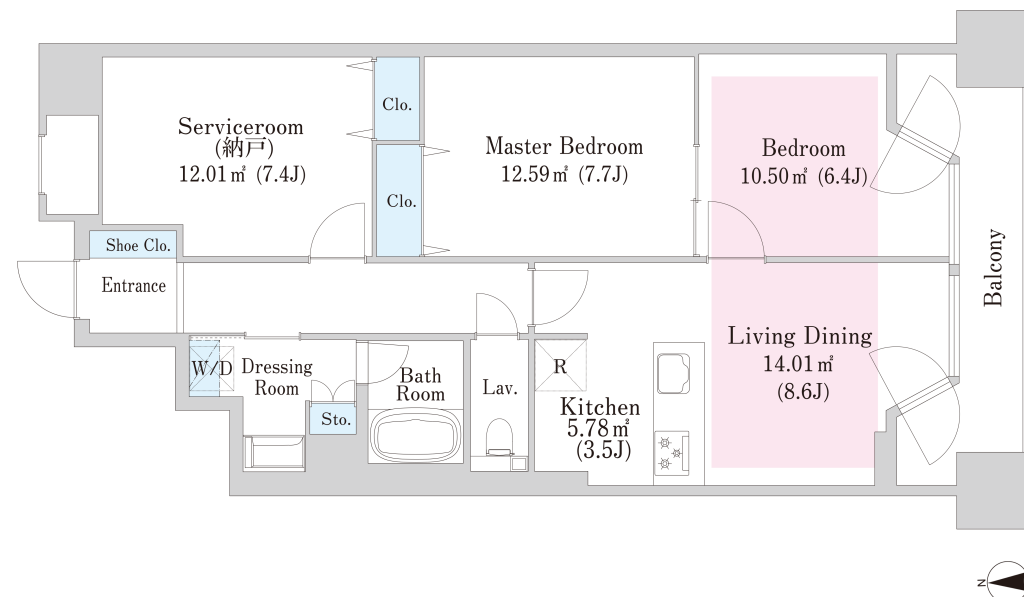 Clo.
Serviceroom
(納戸)
12.01㎡ (7.4J)
Master Bedroom
12.59㎡ (7.7J)
Bedroom
10.50㎡ (6.4J)
Clo.
Shoe Clo.
Entrance
Balcony
Living Dining
14.01㎡
(8.6J)
W/D
Dressing
Room
Bath
Room
Lav.
R
Sto.
Kitchen
5.78㎡
(3.5J)
N